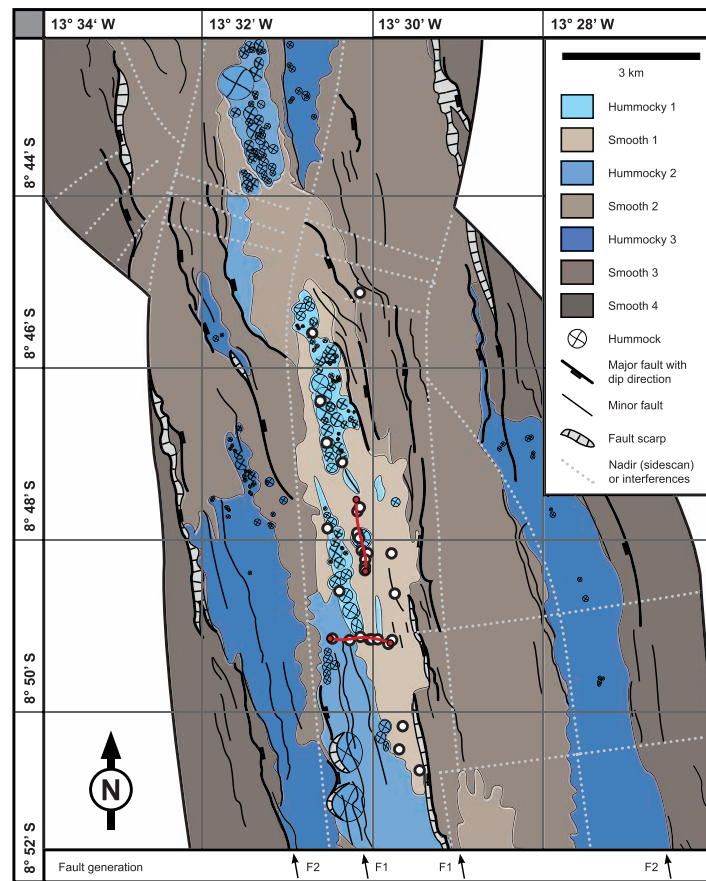 13° 34' W
13° 32' W
13° 30' W
13° 28' W
8° 44' S
8° 46' S
8° 48' S
8° 50' S
8° 52' S
3 km
Hummocky 1
Smooth 1
Hummocky 2
Smooth 2
Hummocky 3
Smooth 3
Smooth 4
Hummock
Major fault with
dip direction
Minor fault
Fault scarp
Nadir (sidescan)
or interferences
N
Fault generation
F2
F1
F1
F2